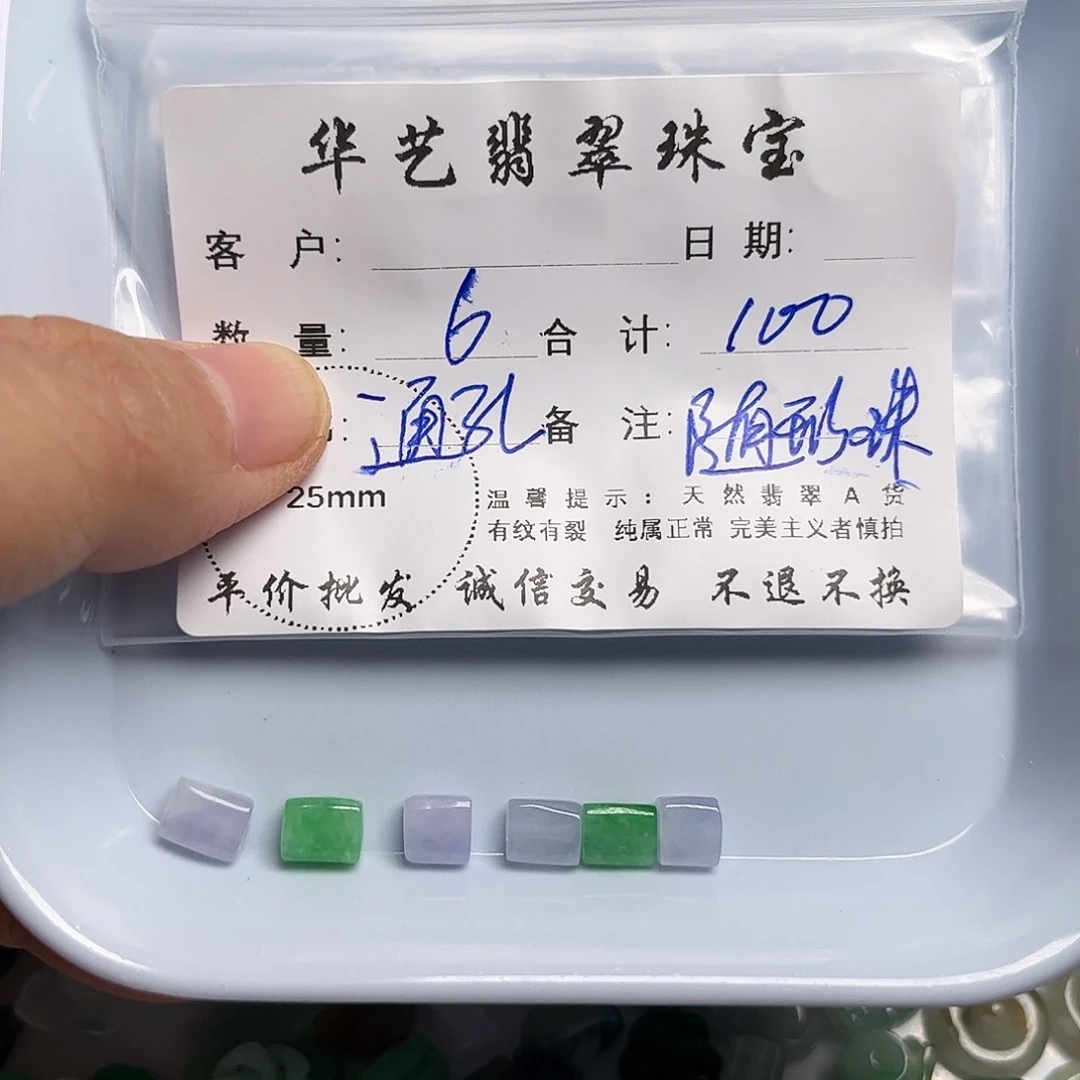 华艺翡翠珠宝
客 户: 日 期:
数 量: 6 合 计: 100
: 通孔 备 注: 随形珠
25mm 温馨提示: 天然翡翠A货
有纹有裂 纯属正常 完美主义者慎拍
平价批发 诚信交易 不退不换